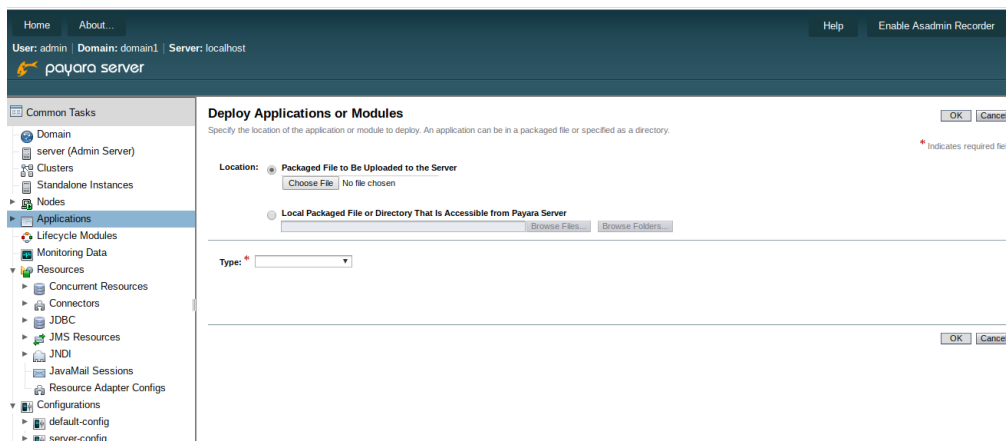 Home About... Help Enable Asadmin Recorder
User: admin | Domain: domain1 | Server: localhost
payara server
Common Tasks
Domain
server (Admin Server)
Clusters
Standalone Instances
Nodes
Applications
Lifecycle Modules
Monitoring Data
Resources
Concurrent Resources
Connectors
JDBC
JMS Resources
JNDI
JavaMail Sessions
Resource Adapter Configs
Configurations
default-config
server-config
Deploy Applications or Modules
OK Cancel
Specify the location of the application or module to deploy. An application can be in a packaged file or specified as a directory.
* Indicates required fie
Location: Packaged File to Be Uploaded to the Server
Choose File No file chosen
Local Packaged File or Directory That Is Accessible from Payara Server
Browse Files... Browse Folders...
Type: *
OK Cancel